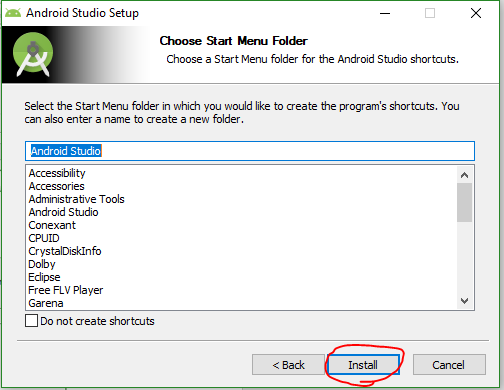 Android Studio Setup
Choose Start Menu Folder
Choose a Start Menu folder for the Android Studio shortcuts.
Select the Start Menu folder in which you would like to create the program's shortcuts. You
can also enter a name to create a new folder.
Android Studio
Accessibility
Accessories
Administrative Tools
Android Studio
Conexant
CPUID
CrystalDiskInfo
Dolby
Eclipse
Free FLV Player
Garena
Do not create shortcuts
< Back
Install
Cancel